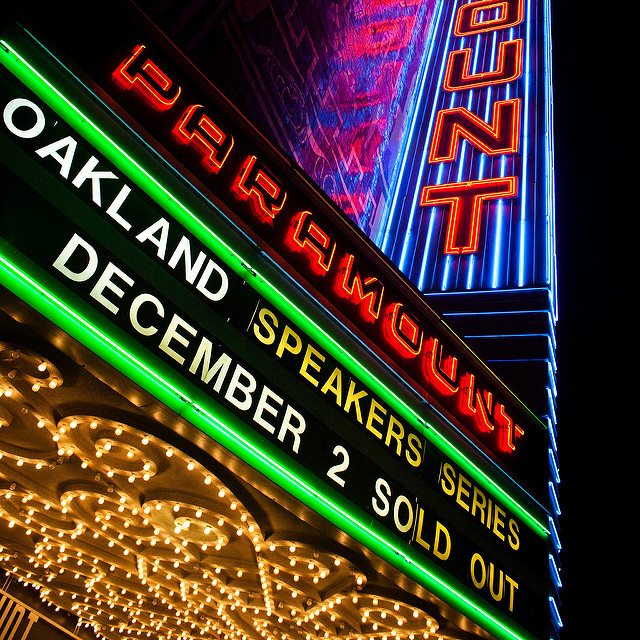 OUNT
PARAMOUNT
OAKLAND SPEAKERS SERIES
DECEMBER 2 SOLD OUT